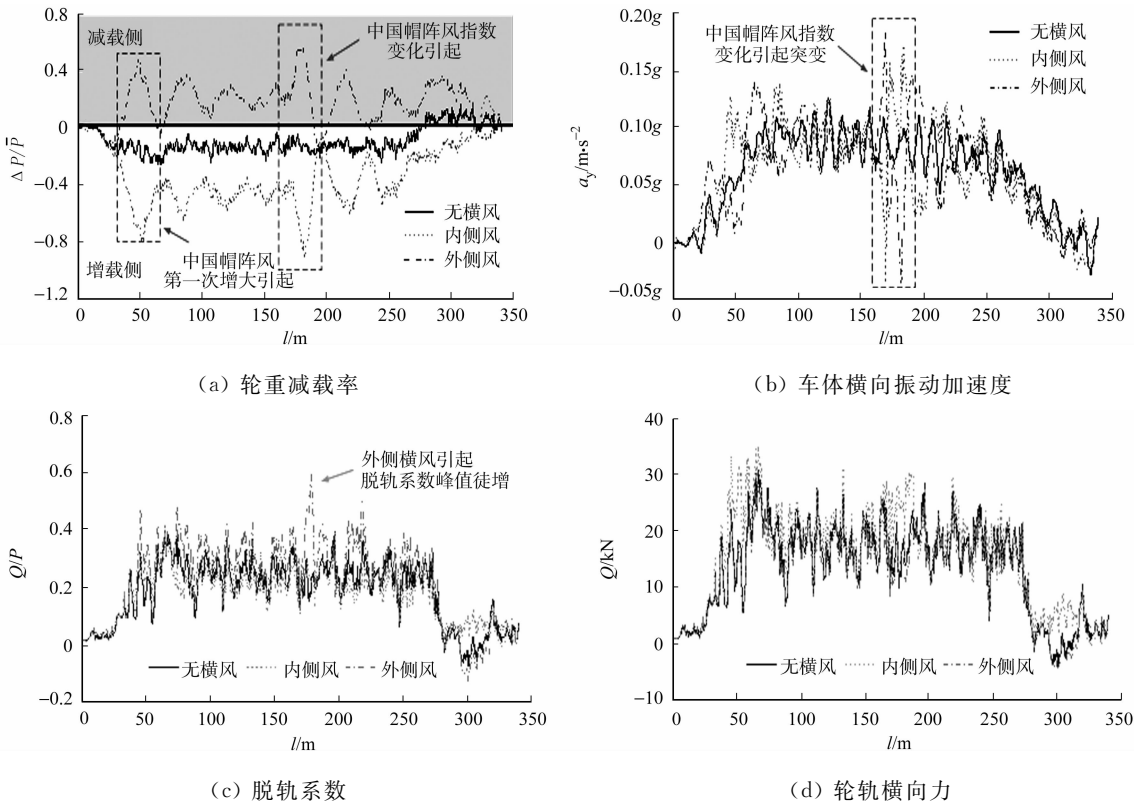 0.8
0.4
0
−0.4
−0.8
−1.2
ΔP/P̄
减载侧
增载侧
中国帽阵风指数
变化引起
中国帽阵风
第一次增大引起
无横风
内侧风
外侧风
0 50 100 150 200 250 300 350
l/m
(a) 轮重减载率
0.20g
0.15g
0.10g
0.05g
0
−0.05g
a_y/m·s⁻²
中国帽阵风指数
变化引起突变
无横风
内侧风
外侧风
0 50 100 150 200 250 300 350
l/m
(b) 车体横向振动加速度
0.8
0.6
0.4
0.2
0
−0.2
Q/P
外侧横风引起
脱轨系数峰值徒增
无横风 内侧风 外侧风
0 50 100 150 200 250 300 350
l/m
(c) 脱轨系数
40
30
20
10
0
−10
Q/kN
无横风 内侧风 外侧风
0 50 100 150 200 250 300 350
l/m
(d) 轮轨横向力